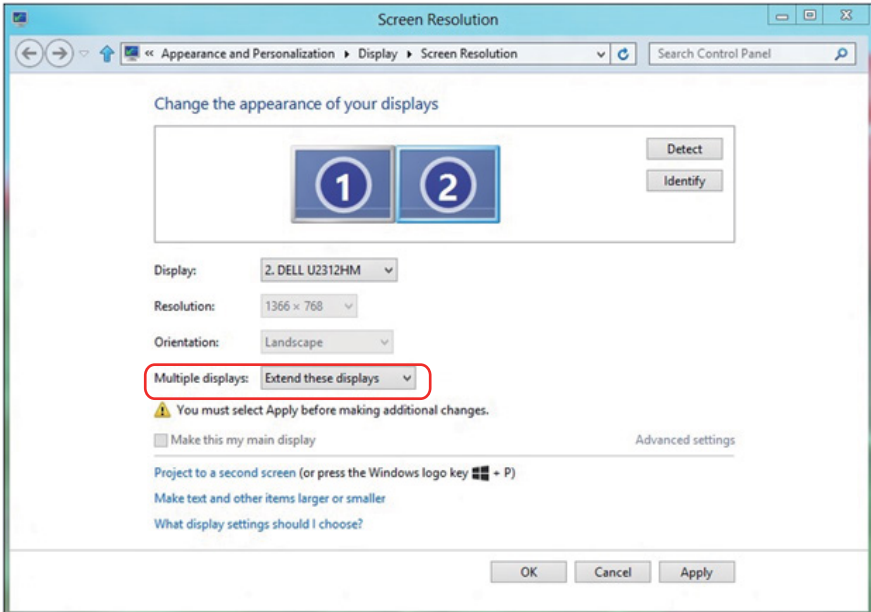 Screen Resolution
« Appearance and Personalization Display Screen Resolution Search Control Panel
Change the appearance of your displays
1 2
Detect
Identify
Display: 2. DELL U2312HM
Resolution: 1366 × 768
Orientation: Landscape
Multiple displays: Extend these displays
You must select Apply before making additional changes.
Make this my main display Advanced settings
Project to a second screen (or press the Windows logo key + P)
Make text and other items larger or smaller
What display settings should I choose?
OK Cancel Apply